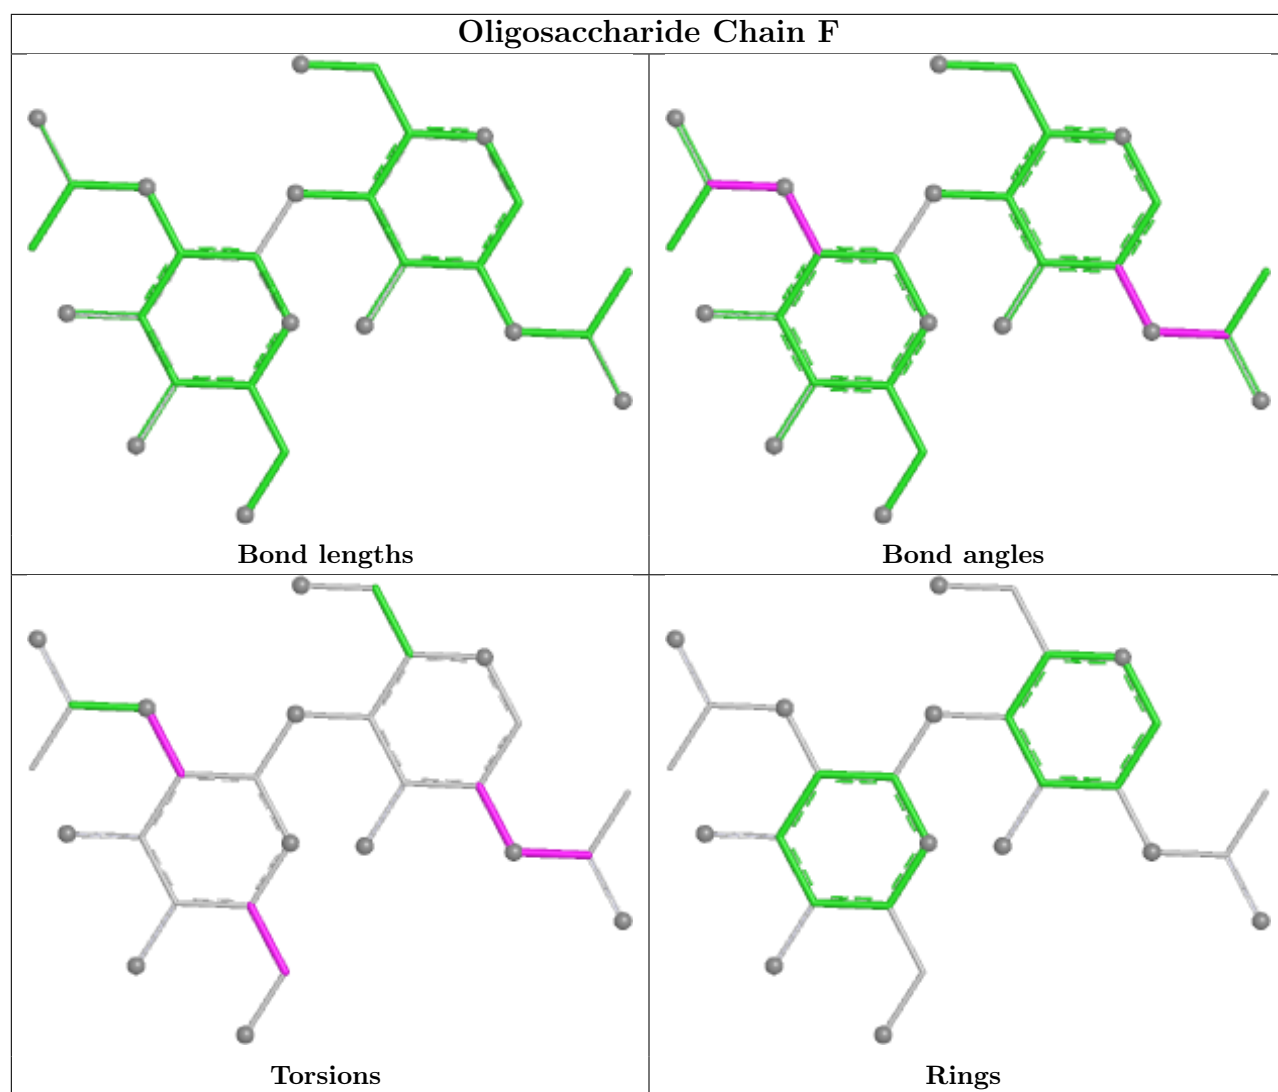 Oligosaccharide Chain F
Bond lengths
Bond angles
Torsions
Rings